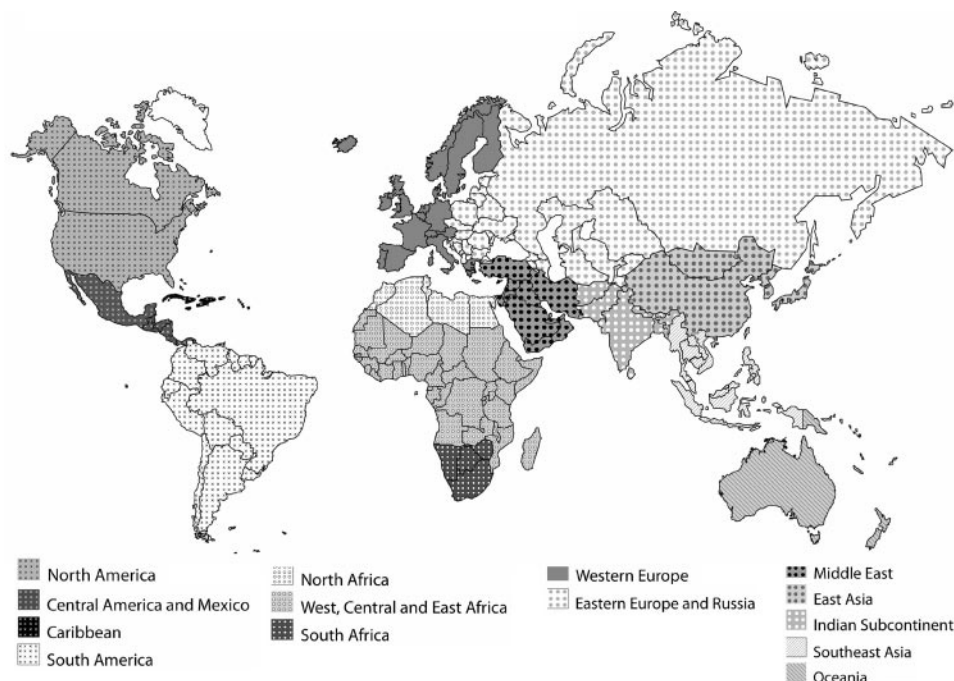 North America
Central America and Mexico
Caribbean
South America
North Africa
West, Central and East Africa
South Africa
Western Europe
Eastern Europe and Russia
Middle East
East Asia
Indian Subcontinent
Southeast Asia
Oceania